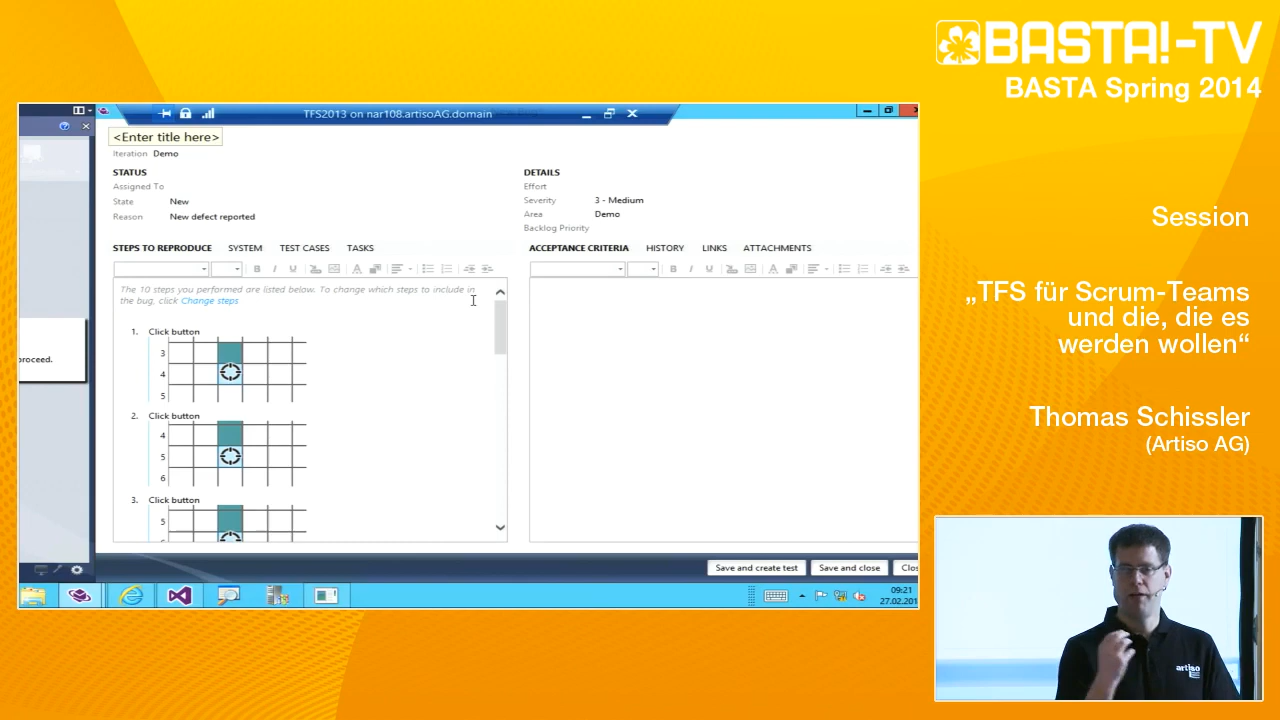 BASTA!-TV
BASTA Spring 2014
Session
„TFS für Scrum-Teams
und die, die es
werden wollen“
Thomas Schissler
(Artiso AG)
TFS2013 on nar108.artisoAG.domain
<Enter title here>
Iteration Demo
STATUS
Assigned To
State New
Reason New defect reported
DETAILS
Effort
Severity 3 - Medium
Area Demo
Backlog Priority
STEPS TO REPRODUCE SYSTEM TEST CASES TASKS
ACCEPTANCE CRITERIA HISTORY LINKS ATTACHMENTS
The 10 steps you performed are listed below. To change which steps to include in
the bug, click Change steps
1. Click button
3
4
5
2. Click button
4
5
6
3. Click button
5
proceed.
Save and create test Save and close Clo
09:21
27.02.201
artiso